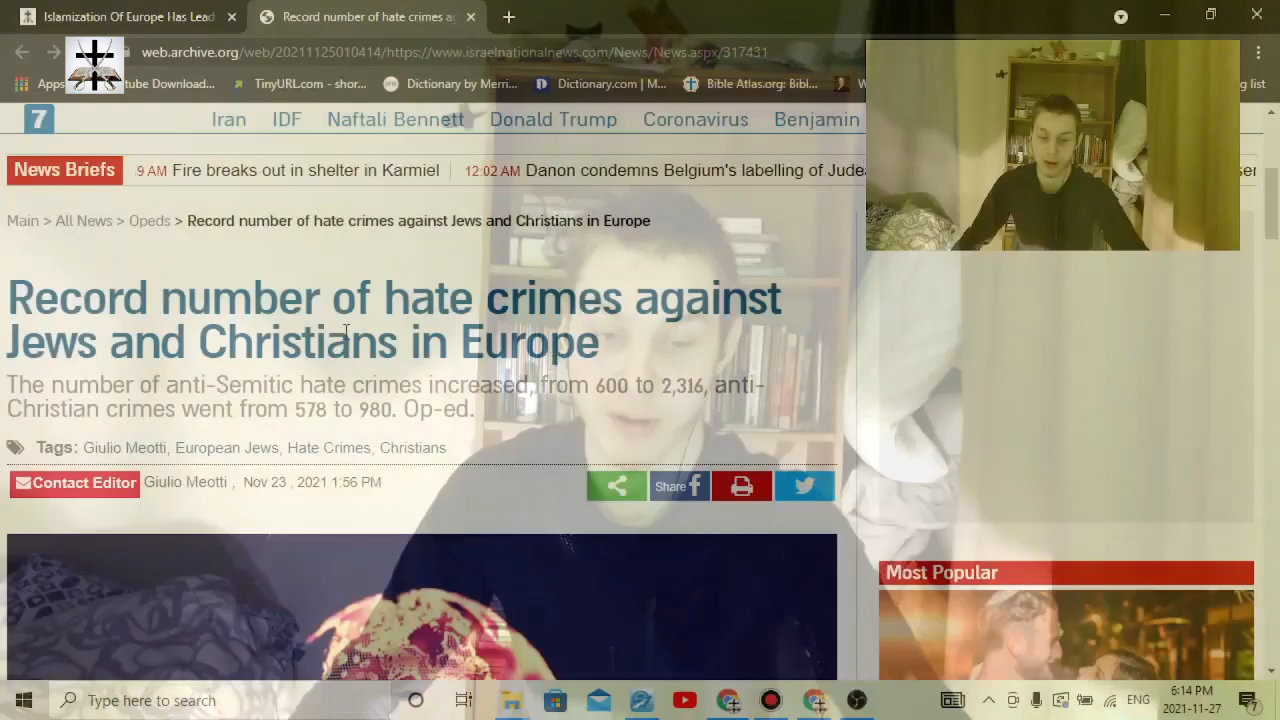 Islamization Of Europe Has Lead
Record number of hate crimes ag
web.archive.org/web/20211125010414/https://www.israelnationalnews.com/News/News.aspx/317431
Apps
tube Download...
TinyURL.com - shor...
Dictionary by Merri...
Dictionary.com | M...
Bible Atlas.org: Bibl...
g list
7
Iran IDF Naftali Bennett Donald Trump Coronavirus Benjamin
News Briefs
9 AM Fire breaks out in shelter in Karmiel
12:02 AM Danon condemns Belgium's labelling of Jude
ser
Main > All News > Opeds > Record number of hate crimes against Jews and Christians in Europe
Record number of hate crimes against
Jews and Christians in Europe
The number of anti-Semitic hate crimes increased, from 600 to 2,316, anti-
Christian crimes went from 578 to 980. Op-ed.
Tags: Giulio Meotti, European Jews, Hate Crimes, Christians
Contact Editor Giulio Meotti , Nov 23 , 2021 1:56 PM
Share
Most Popular
Type here to search
ENG
6:14 PM
2021-11-27
7